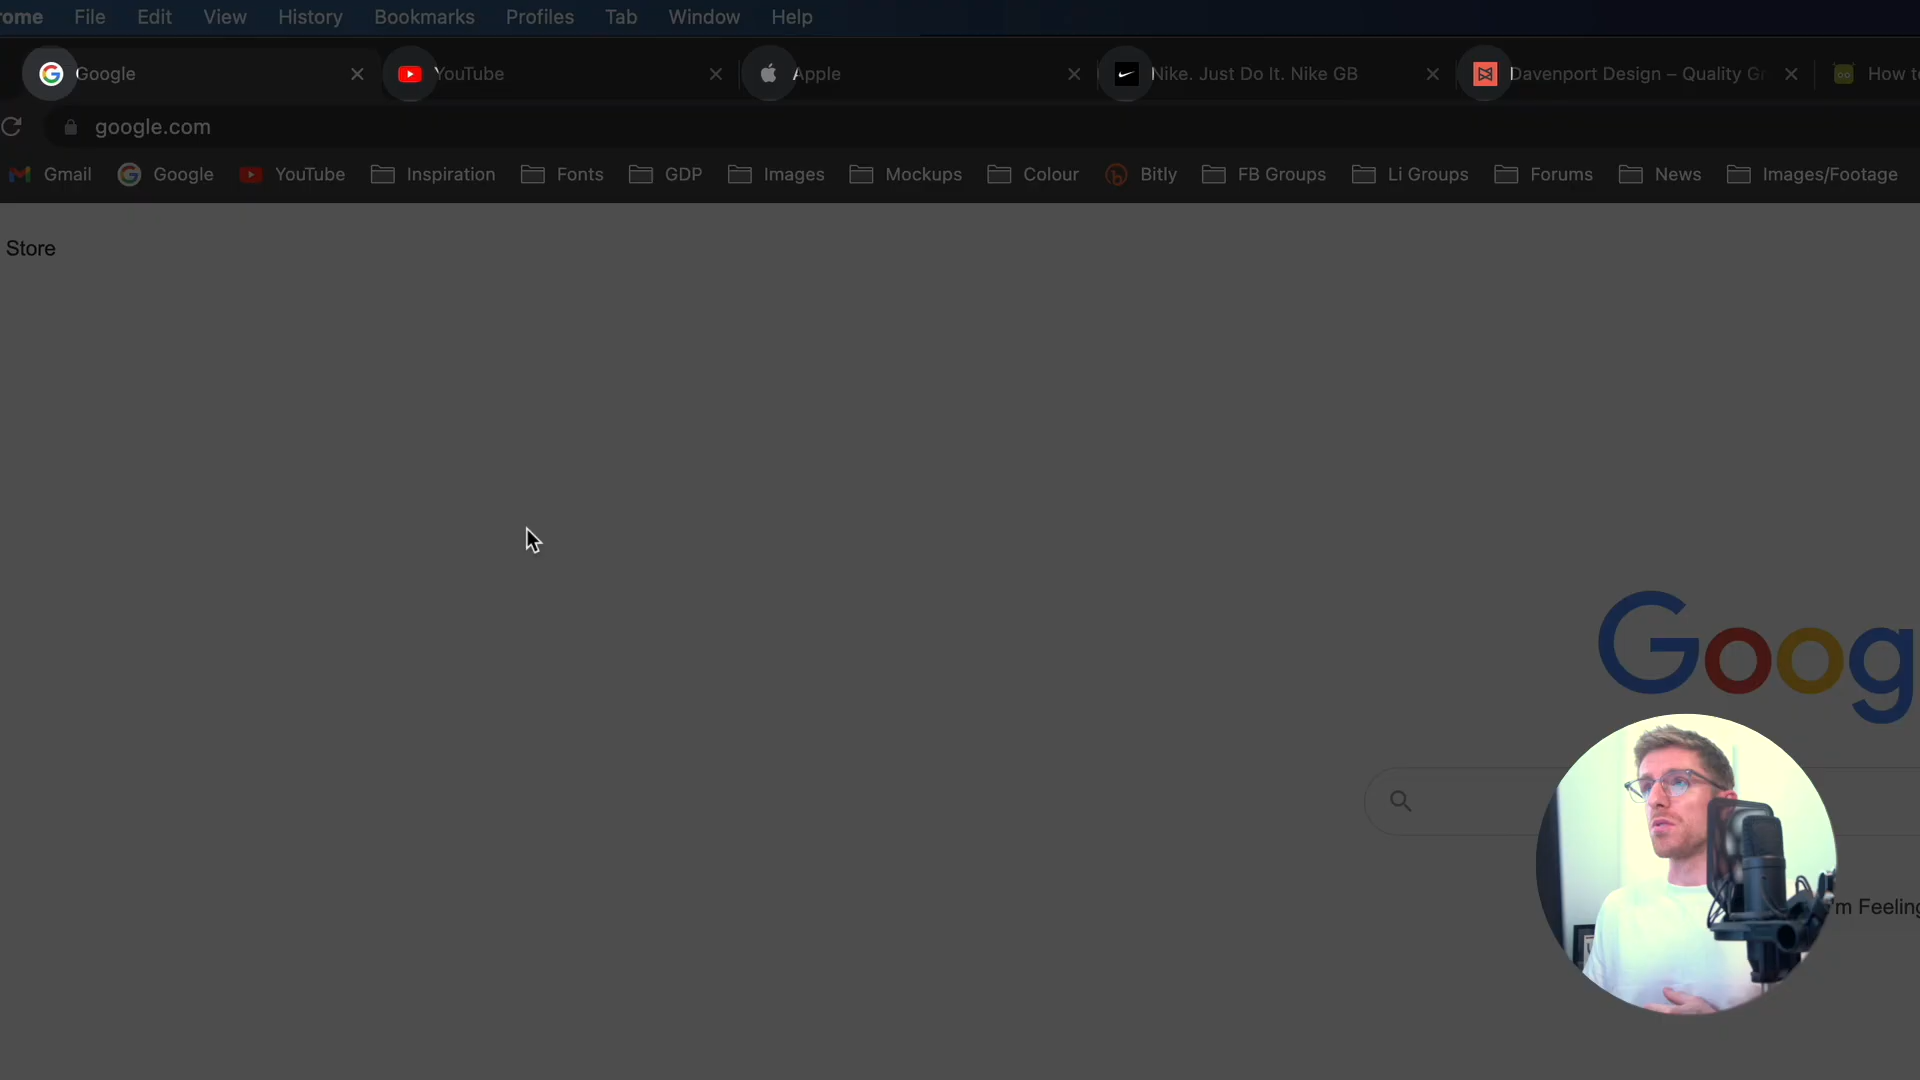 rome File Edit View History Bookmarks Profiles Tab Window Help
Google YouTube Apple Nike. Just Do It. Nike GB Davenport Design – Quality Gr How to
google.com
Gmail Google YouTube Inspiration Fonts GDP Images Mockups Colour Bitly FB Groups Li Groups Forums News Images/Footage
Store
Goog
'm Feeling